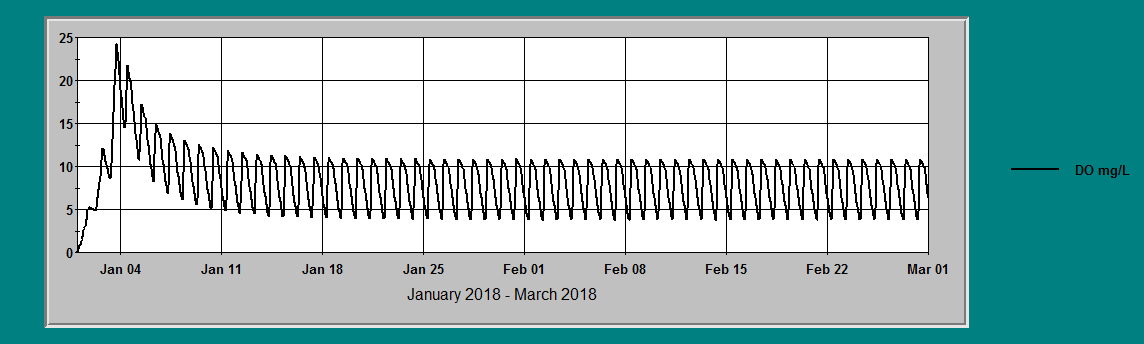 25
20
15
10
5
0
Jan 04 Jan 11 Jan 18 Jan 25 Feb 01 Feb 08 Feb 15 Feb 22 Mar 01
January 2018 - March 2018
DO mg/L